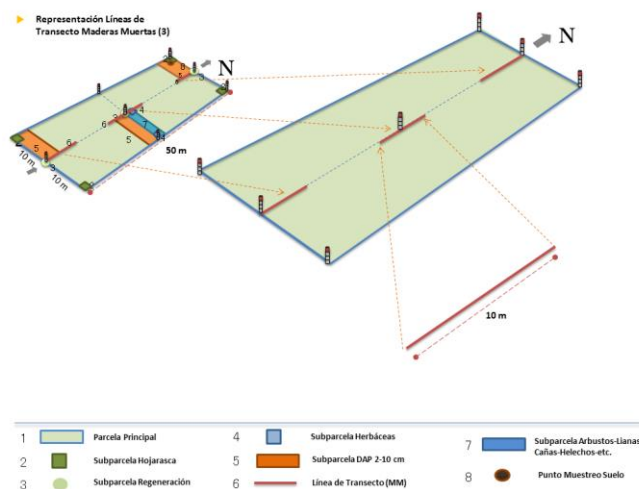 Representación Líneas de
Transecto Maderas Muertas (3)
N
N
2
8
5
6
3
4
3
7
6
5
4
6
5
2
3
2
10 m
10 m
50 m
10 m
1 Parcela Principal
2 Subparcela Hojarasca
3 Subparcela Regeneración
4 Subparcela Herbáceas
5 Subparcela DAP 2-10 cm
6 Línea de Transecto (MM)
7 Subparcela Arbustos-Lianas
Cañas-Helechos-etc.
8 Punto Muestreo Suelo